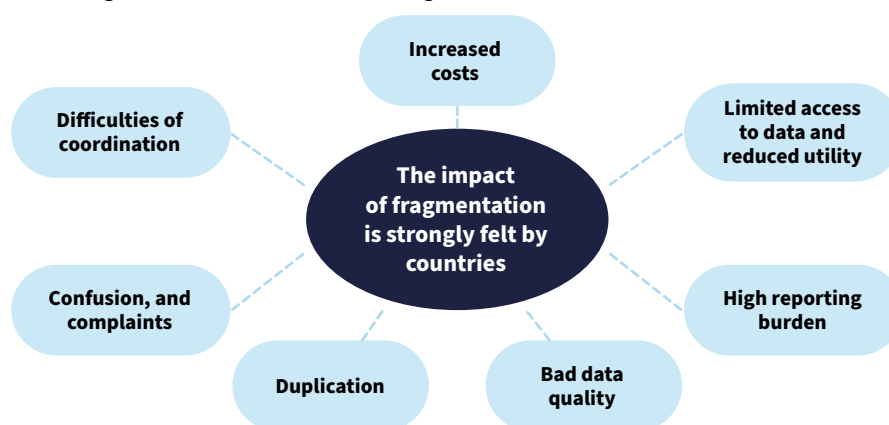 Increased
costs
Difficulties of
coordination
Limited access
to data and
reduced utility
The impact
of fragmentation
is strongly felt by
countries
Confusion, and
complaints
High reporting
burden
Duplication
Bad data
quality